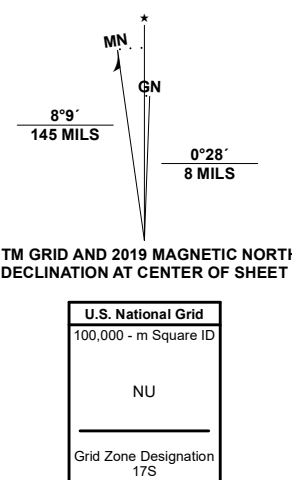 ★
MN
GN
8°9´
145 MILS
0°28´
8 MILS
TM GRID AND 2019 MAGNETIC NORTH
DECLINATION AT CENTER OF SHEET
U.S. National Grid
100,000 - m Square ID
NU
Grid Zone Designation
17S